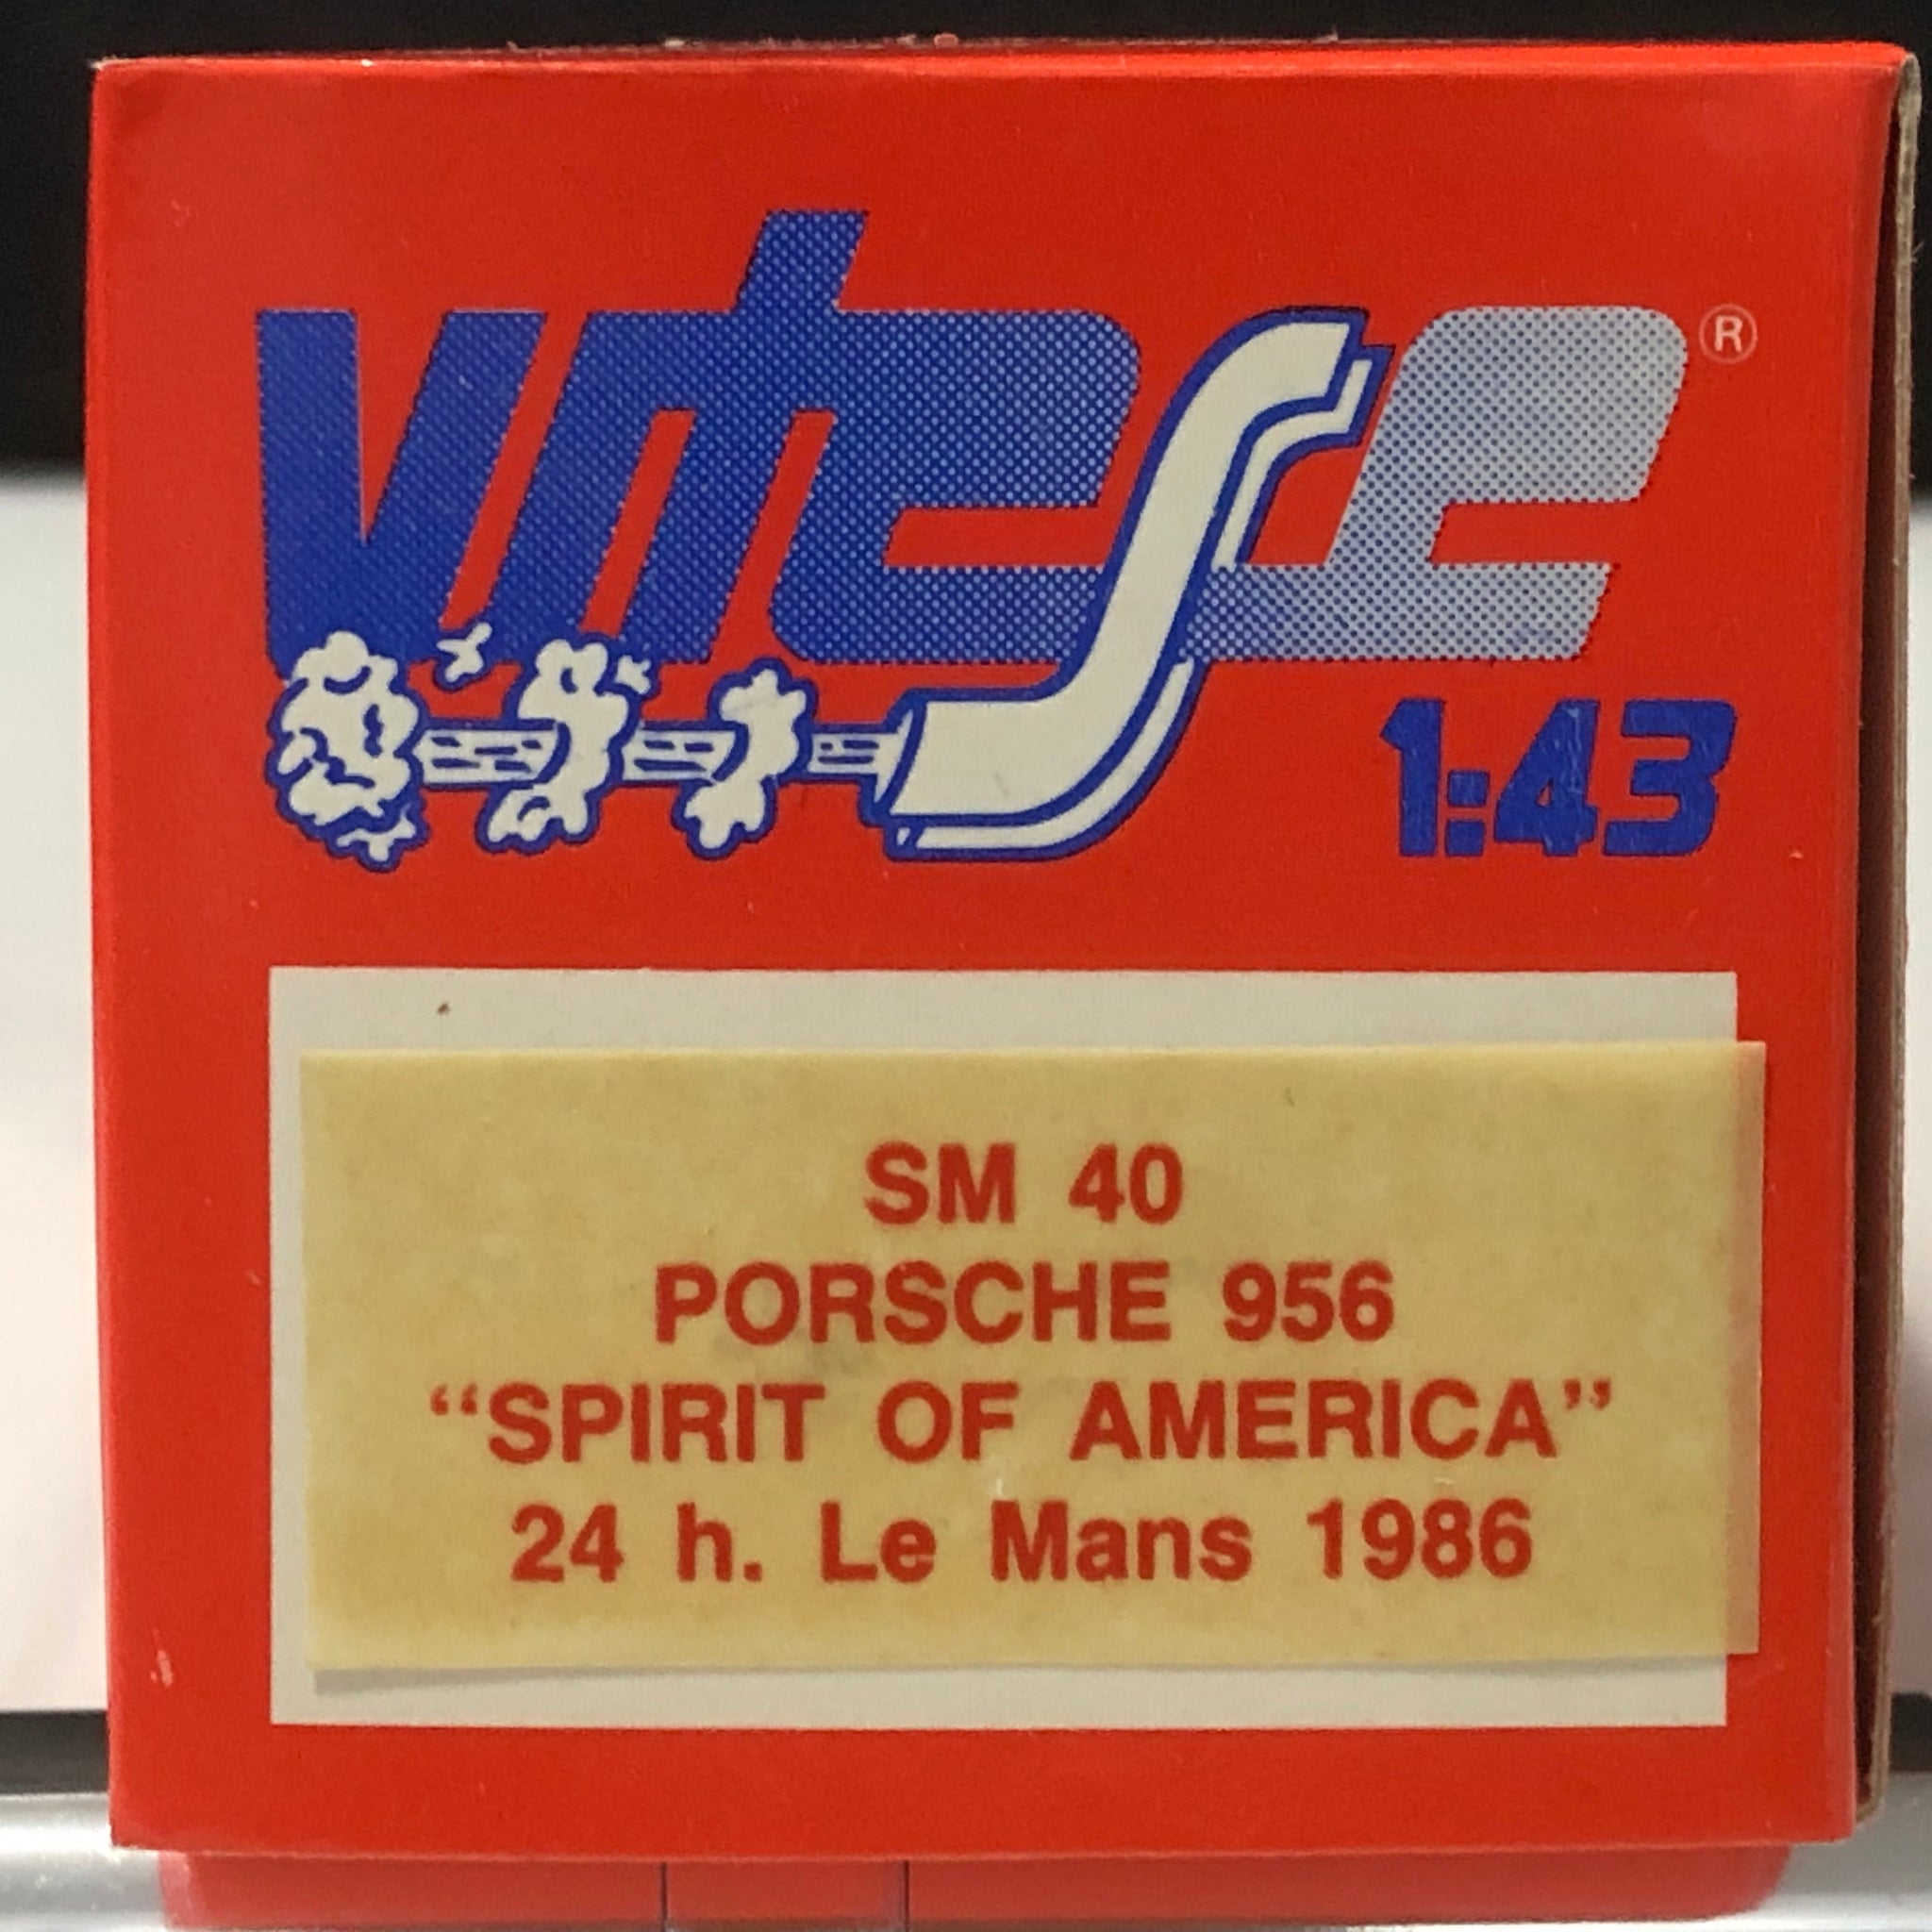 Vitesse ®
1:43
SM 40
PORSCHE 956
“SPIRIT OF AMERICA”
24 h. Le Mans 1986